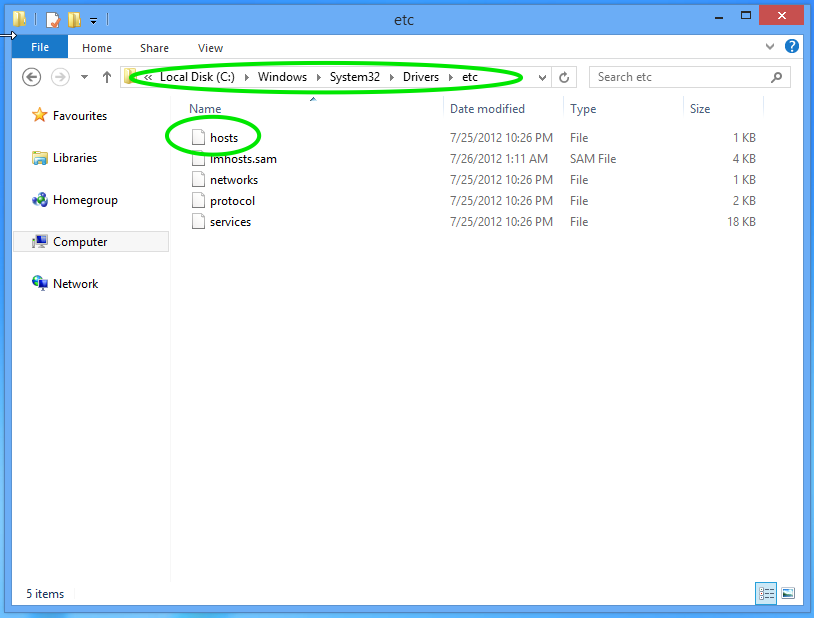 etc
File Home Share View
« Local Disk (C:) Windows System32 Drivers etc Search etc
Name Date modified Type Size
Favourites
Libraries
Homegroup
Computer
Network
hosts 7/25/2012 10:26 PM File 1 KB
lmhosts.sam 7/26/2012 1:11 AM SAM File 4 KB
networks 7/25/2012 10:26 PM File 1 KB
protocol 7/25/2012 10:26 PM File 2 KB
services 7/25/2012 10:26 PM File 18 KB
5 items